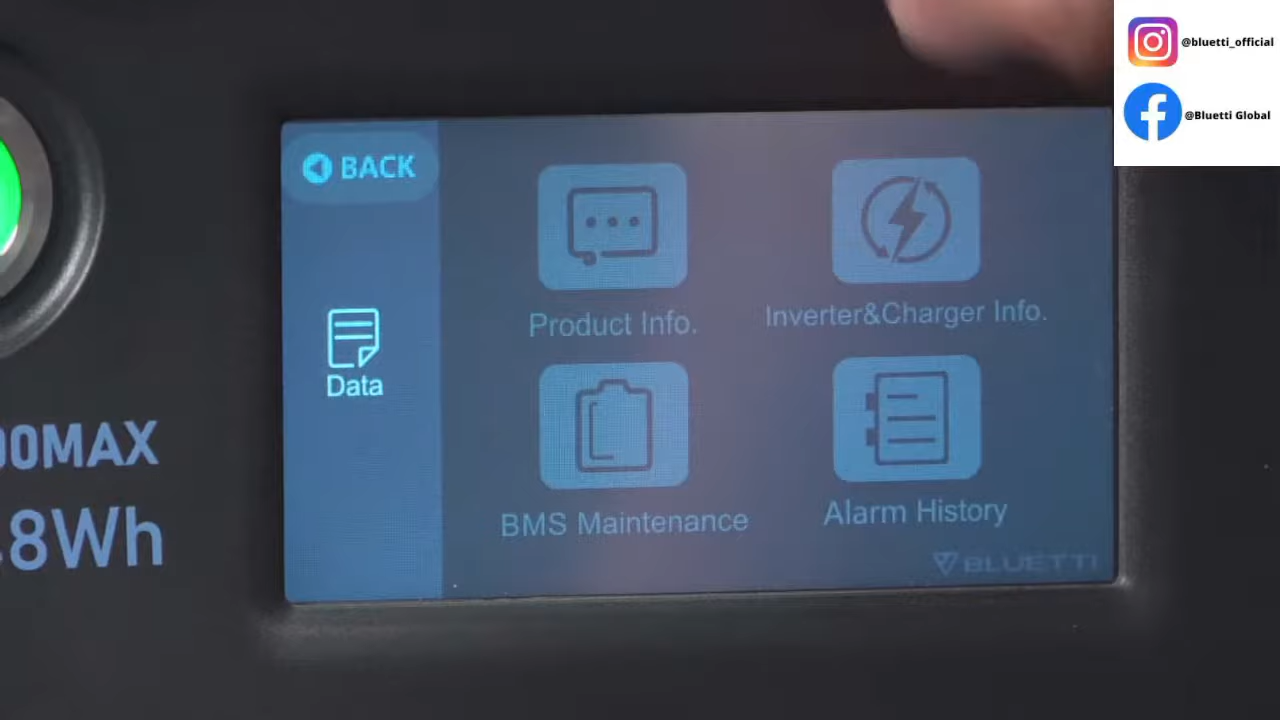 @bluetti_official
@Bluetti Global
BACK
Product Info.
Inverter&Charger Info.
Data
00MAX
.8Wh
BMS Maintenance
Alarm History
BLUETTI